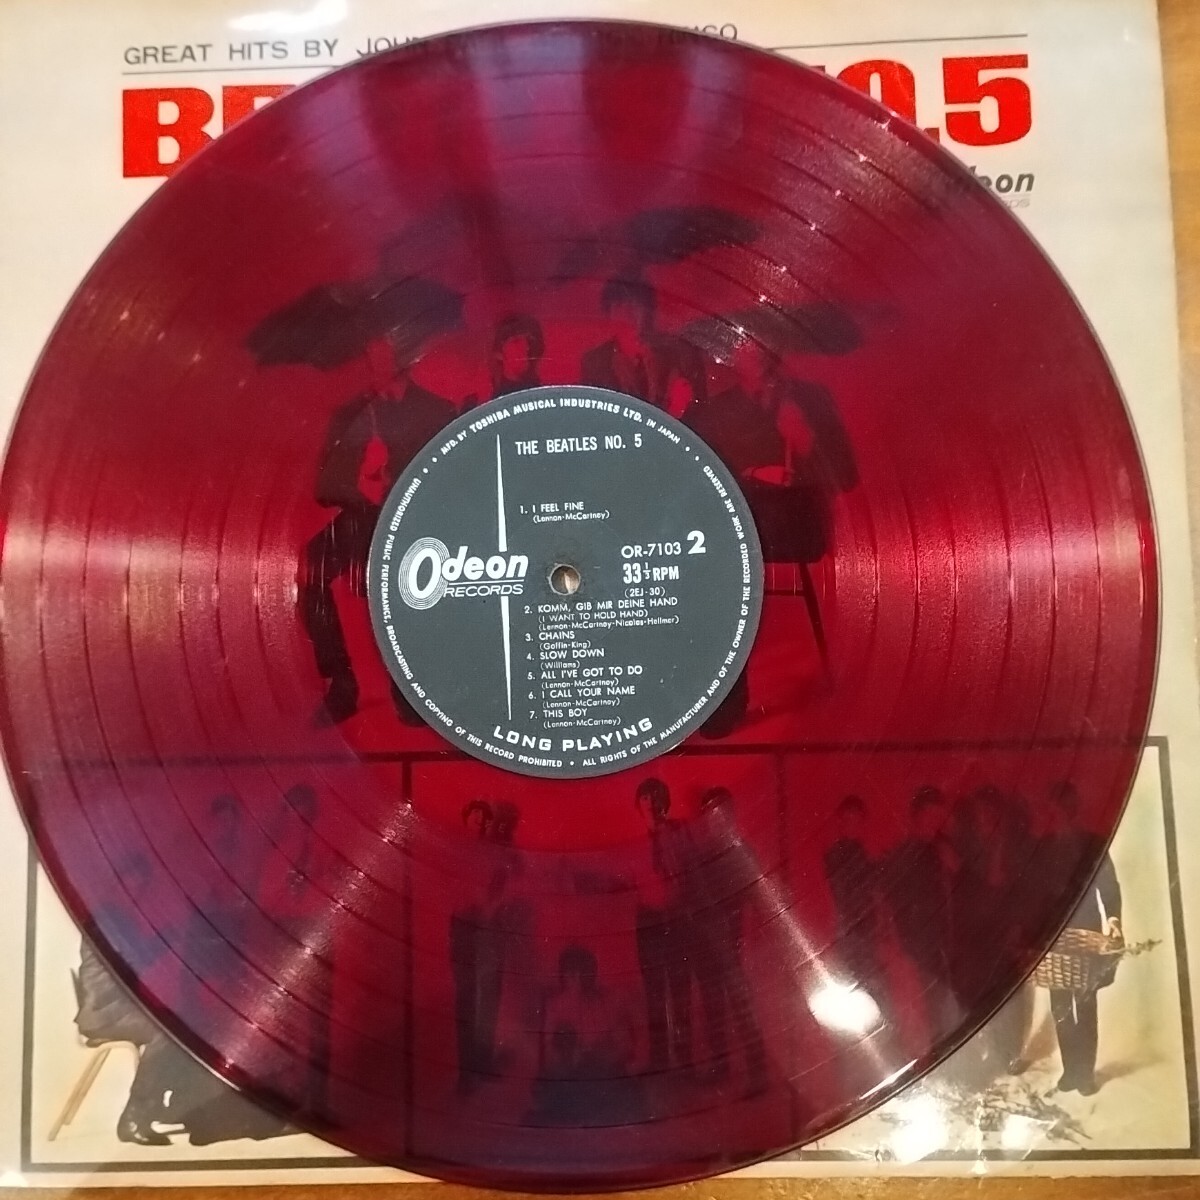 GREAT HITS BY JOHN
NO.5
Odeon
MFD. BY TOSHIBA MUSICAL INDUSTRIES LTD. IN JAPAN
THE BEATLES NO. 5
1. I FEEL FINE
(Lennon-McCartney)
OR-7103 2
33 1/3 RPM
(2EJ-30)
Odeon
RECORDS
2. KOMM, GIB MIR DEINE HAND
(I WANT TO HOLD HAND)
(Lennon-McCartney-Nicolas-Hellmer)
3. CHAINS
(Goffin-King)
4. SLOW DOWN
(Williams)
5. ALL I'VE GOT TO DO
(Lennon-McCartney)
6. I CALL YOUR NAME
(Lennon-McCartney)
7. THIS BOY
(Lennon-McCartney)
LONG PLAYING
UNAUTHORIZED PUBLIC PERFORMANCE, BROADCASTING AND COPYING OF THIS RECORD PROHIBITED • ALL RIGHTS OF THE MANUFACTURER AND OF THE OWNER OF THE RECORDED WORK ARE RESERVED